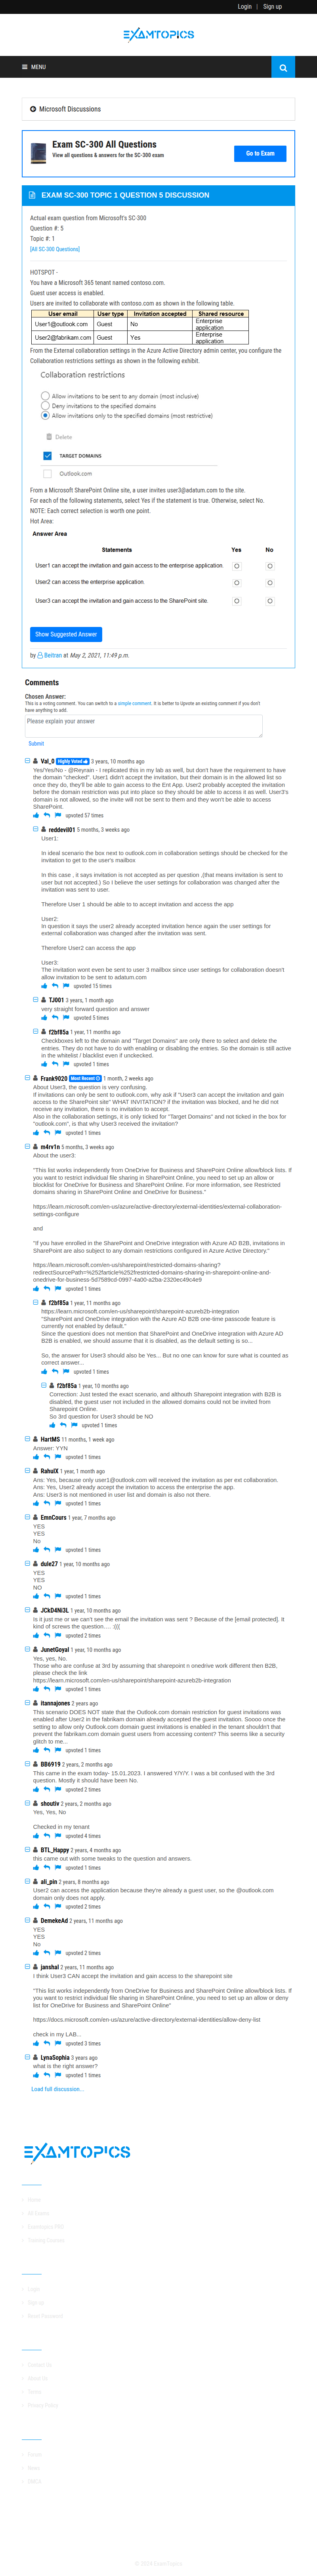 Login | Sign up
EXAMTOPICS
MENU
Microsoft Discussions
Exam SC-300 All Questions
View all questions & answers for the SC-300 exam
Go to Exam
EXAM SC-300 TOPIC 1 QUESTION 5 DISCUSSION
Actual exam question from Microsoft's SC-300
Question #: 5
Topic #: 1
[All SC-300 Questions]
HOTSPOT -
You have a Microsoft 365 tenant named contoso.com.
Guest user access is enabled.
Users are invited to collaborate with contoso.com as shown in the following table.
User email User type Invitation accepted Shared resource
User1@outlook.com Guest No Enterprise application
User2@fabrikam.com Guest Yes Enterprise application
From the External collaboration settings in the Azure Active Directory admin center, you configure the
Collaboration restrictions settings as shown in the following exhibit.
Collaboration restrictions
Allow invitations to be sent to any domain (most inclusive)
Deny invitations to the specified domains
Allow invitations only to the specified domains (most restrictive)
Delete
TARGET DOMAINS
Outlook.com
From a Microsoft SharePoint Online site, a user invites user3@adatum.com to the site.
For each of the following statements, select Yes if the statement is true. Otherwise, select No.
NOTE: Each correct selection is worth one point.
Hot Area:
Answer Area
Statements Yes No
User1 can accept the invitation and gain access to the enterprise application.
User2 can access the enterprise application.
User3 can accept the invitation and gain access to the SharePoint site.
Show Suggested Answer
by Beitran at May 2, 2021, 11:49 p.m.
Comments
Chosen Answer:
This is a voting comment. You can switch to a simple comment. It is better to Upvote an existing comment if you don't
have anything to add.
Please explain your answer
Submit
Val_0 Highly Voted 3 years, 10 months ago
Yes/Yes/No - @Reyrain - I replicated this in my lab as well, but don't have the requirement to have
the "domain hopped". User1 didn't accept the invitation, but their domain is in the allowed list so
once they do, they'll be able to gain access to the Ent App. User2 probably accepted the invitation
before the domain restriction was put into place so they should be able to access is as well. User3's
domain is not allowed, so the invite will not be sent to them and they won't be able to access
SharePoint.
upvoted 57 times
reddevil01 5 months, 3 weeks ago
User1:
In ideal scenario the box next to outlook.com in collaboration settings should be checked for the
invitation to get to the user's mailbox
In this case , it says invitation is not accepted as per question ,(that means invitation is sent to
user but not accepted.) So I believe the user settings for collaboration was changed after the
invitation was sent to user.
Therefore User 1 should be able to to accept invitation and access the app
User2:
In question it says the user2 already accepted invitation hence again the user settings for
external collaboration was changed after the invitation was sent.
Therefore User2 can access the app
User3:
The invitation wont even be sent to user 3 mailbox since user settings for collaboration doesn't
allow invitation to be sent to adatum.com
upvoted 15 times
TJ001 3 years, 1 month ago
very straight forward question and answer
upvoted 5 times
f2bf85a 1 year, 11 months ago
Checkboxes left to the domain and "Target Domains" are only there to select and delete the
entries. They do not have to do with enabling or disabling the entries. So the domain is still valid
in the whitelist / blacklist even if unchecked.
upvoted 1 times
Frank9020 Most Recent 1 month, 2 weeks ago
About User3, the question is very confusing.
If invitations can only be sent to outlook.com, why ask if "User3 can accept the invitation and gain
access to the SharePoint site" WHAT INVITATION? if the invitation was never send, or he never
receive any invitation, there is no invitation to accept.
Also in the collaboration settings, it is only ticked to "Target Domains" and not ticked in the box for
"outlook.com", is that why User3 received the invitation?
upvoted 1 times
m4rv1n 5 months, 3 weeks ago
About the user3:
"This list works independently from OneDrive for Business and SharePoint Online allow/block lists. If
you want to restrict individual file sharing in SharePoint Online, you need to set up an allow or
blocklist for OneDrive for Business and SharePoint Online. For more information, see Restricted
domains sharing in SharePoint Online and OneDrive for Business."
https://learn.microsoft.com/en-us/azure/active-directory/external-identities/external-collaboration-
settings-configure
and
"If you have enrolled in the SharePoint and OneDrive integration with Azure AD B2B, invitations in
SharePoint are also subject to any domain restrictions configured in Azure Active Directory."
https://learn.microsoft.com/en-us/sharepoint/restricted-domains-sharing?
redirectSourcePath=%252farticle%252frestricted-domains-sharing-in-sharepoint-online-and-
onedrive-for-business-5d7589cd-0997-4a00-a2ba-2320ec49c4e9
upvoted 1 times
f2bf85a 1 year, 11 months ago
https://learn.microsoft.com/en-us/sharepoint/sharepoint-azureb2b-integration
"SharePoint and OneDrive integration with the Azure AD B2B one-time passcode feature is
currently not enabled by default."
Since the questions does not mention that SharePoint and OneDrive integration with Azure AD
B2B is enabled, we should assume that it is as the default setting, so disabled...
So, the answer for User3 should also be Yes... But no one can know for sure what is counted as
correct answer...
upvoted 1 times
f2bf85a 1 year, 10 months ago
Correction: Just tested the exact scenario, and althouth Sharepoint integration with B2B is
disabled, the guest user not included in the allowed domains could not be invited from
Sharepoint Online.
So 3rd question for User3 should be NO
upvoted 1 times
HartMS 11 months, 1 week ago
Answer: YYN
upvoted 1 times
RahulX 1 year, 1 month ago
Ans: Yes, because only user1@outlook.com will received the invitation as per ext collaboration.
Ans: Yes, User2 already accept the invitation to access the enterprise the app.
Ans: User3 is not mentioned in user list and domain is also not there.
upvoted 1 times
EmnCours 1 year, 7 months ago
YES
YES
No
upvoted 1 times
dule27 1 year, 10 months ago
YES
YES
NO
upvoted 1 times
JCkD4Ni3L 1 year, 10 months ago
Is it just me or we can't see the email the invitation was sent ? Because of the [email protected]. It
kind of screws the question.... :(((
upvoted 2 times
JunetGoyal 1 year, 10 months ago
Yes, yes, No.
Those who are confuse at 3rd by assuming that sharepoint n onedrive work different then B2B,
please check the link
https://learn.microsoft.com/en-us/sharepoint/sharepoint-azureb2b-integration
upvoted 1 times
itannajones 2 years ago
This scenario DOES NOT state that the Outlook.com domain restriction for guest invitations was
enabled after User2 in the fabrikam domain already accepted the guest invitation. Soooo once the
setting to allow only Outlook.com domain guest invitations is enabled in the tenant shouldn't that
prevent the fabrikam.com domain guest users from accessing content? This seems like a security
glitch to me...
upvoted 1 times
BB6919 2 years, 2 months ago
This came in the exam today- 15.01.2023. I answered Y/Y/Y. I was a bit confused with the 3rd
question. Mostly it should have been No.
upvoted 2 times
shoutiv 2 years, 2 months ago
Yes, Yes, No
Checked in my tenant
upvoted 4 times
BTL_Happy 2 years, 4 months ago
this came out with some tweaks to the question and answers.
upvoted 1 times
ali_pin 2 years, 8 months ago
User2 can access the application because they're already a guest user, so the @outlook.com
domain only does not apply.
upvoted 2 times
DemekeAd 2 years, 11 months ago
YES
YES
No
upvoted 2 times
janshal 2 years, 11 months ago
I think User3 CAN accept the invitation and gain access to the sharepoint site
"This list works independently from OneDrive for Business and SharePoint Online allow/block lists. If
you want to restrict individual file sharing in SharePoint Online, you need to set up an allow or deny
list for OneDrive for Business and SharePoint Online"
https://docs.microsoft.com/en-us/azure/active-directory/external-identities/allow-deny-list
check in my LAB...
upvoted 3 times
LynaSophia 3 years ago
what is the right answer?
upvoted 1 times
Load full discussion...
EXAMTOPICS